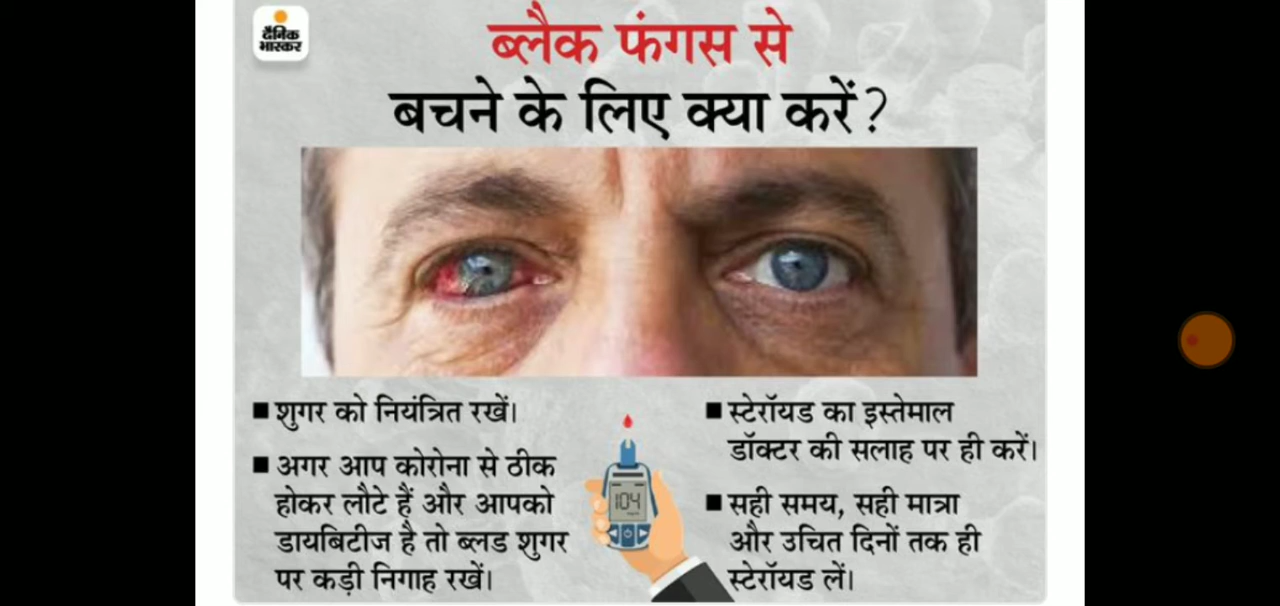 दैनिक
भास्कर
ब्लैक फंगस से
बचने के लिए क्या करें?
■ शुगर को नियंत्रित रखें।
■ अगर आप कोरोना से ठीक
होकर लौटे हैं और आपको
डायबिटीज है तो ब्लड शुगर
पर कड़ी निगाह रखें।
104
■ स्टेरॉयड का इस्तेमाल
डॉक्टर की सलाह पर ही करें।
■ सही समय, सही मात्रा
और उचित दिनों तक ही
स्टेरॉयड लें।